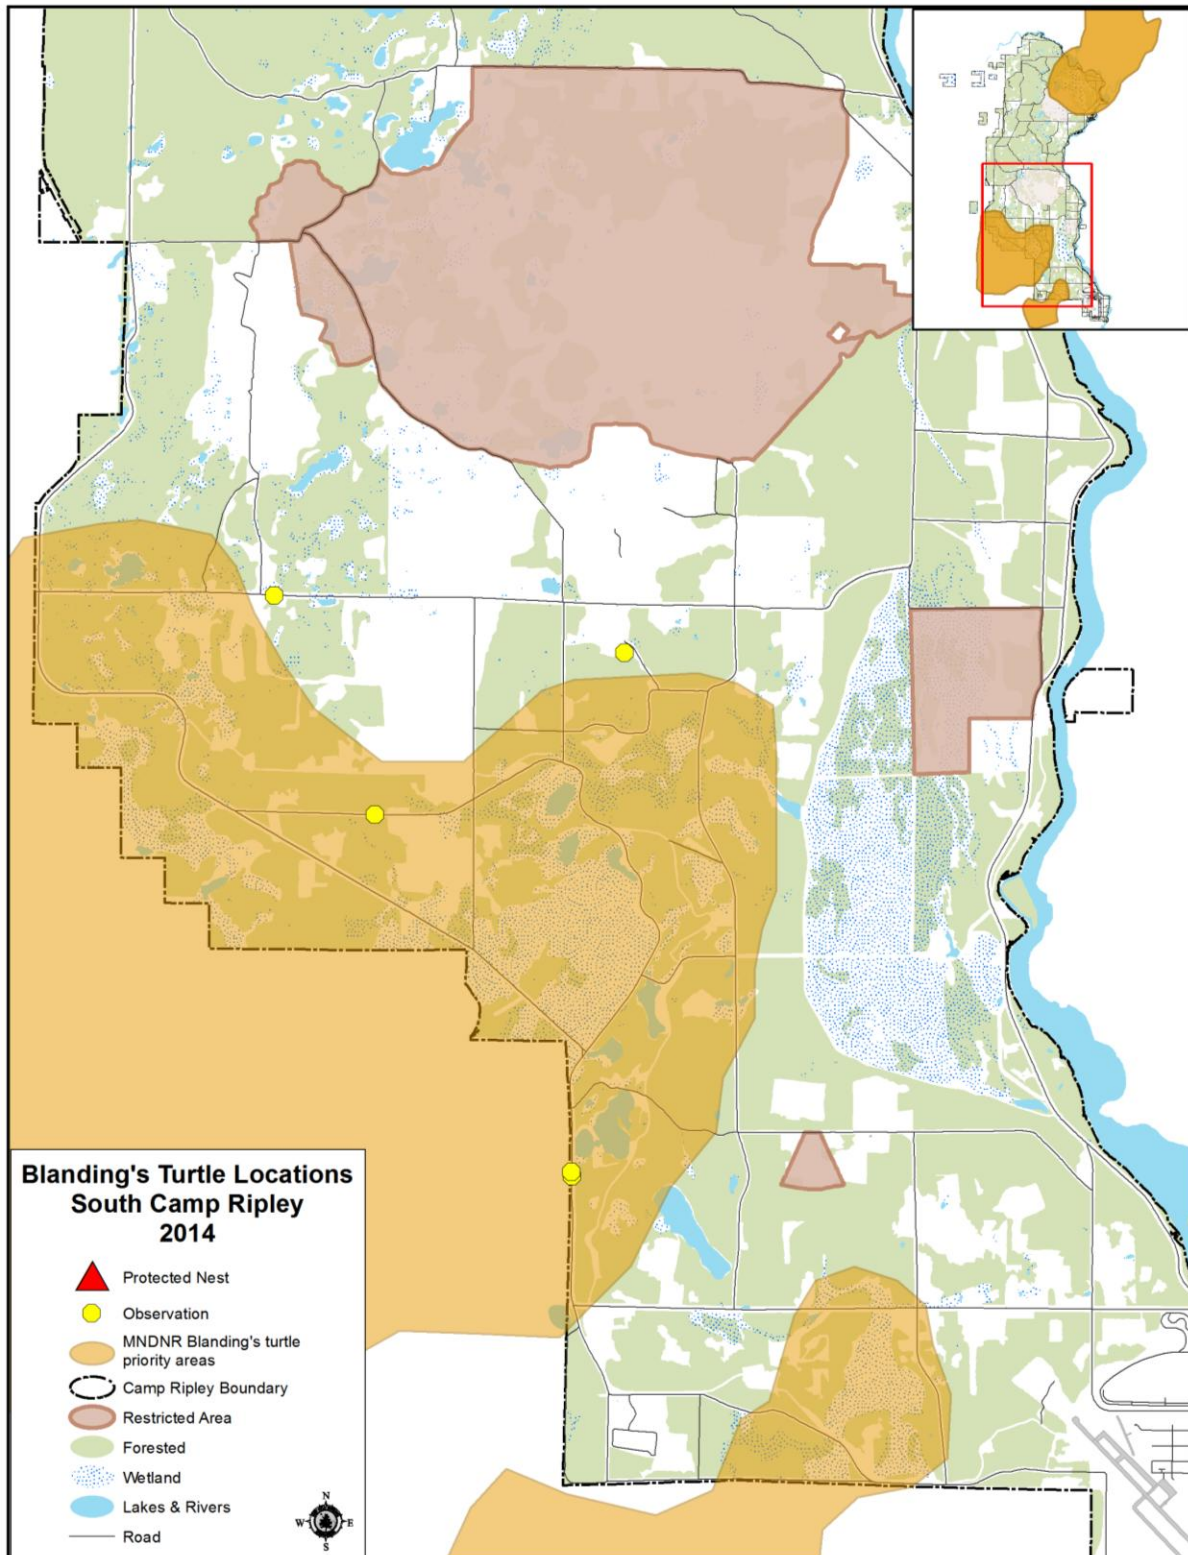 Blanding's Turtle Locations
South Camp Ripley
2014
Protected Nest
Observation
MNDNR Blanding's turtle
priority areas
Camp Ripley Boundary
Restricted Area
Forested
Wetland
Lakes & Rivers
Road
N
W E
S